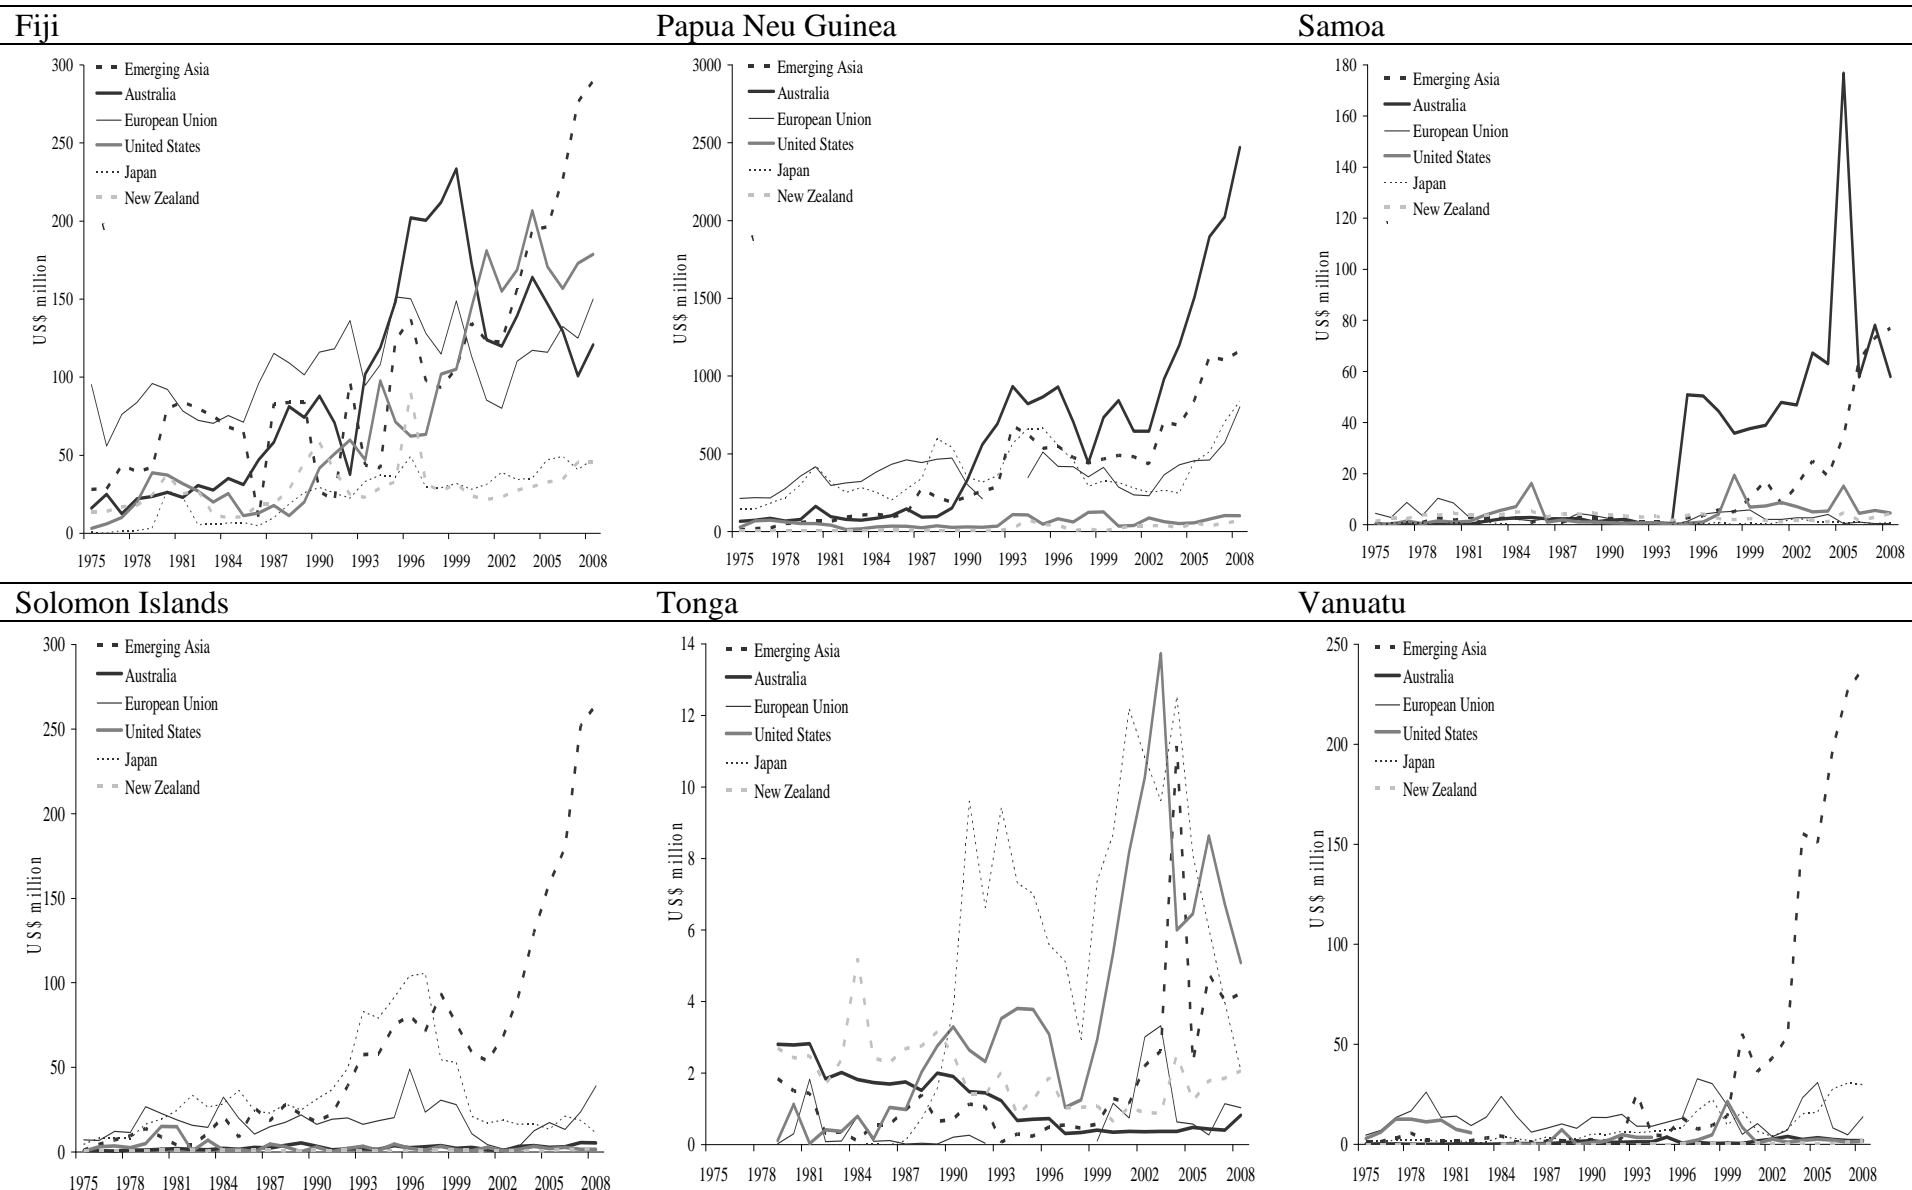 Fiji
Papua Neu Guinea
Samoa
300
250
200
150
100
50
0
US$ million
Emerging Asia
Australia
European Union
United States
Japan
New Zealand
1975 1978 1981 1984 1987 1990 1993 1996 1999 2002 2005 2008
3000
2500
2000
1500
1000
500
0
US$ million
Emerging Asia
Australia
European Union
United States
Japan
New Zealand
1975 1978 1981 1984 1987 1990 1993 1996 1999 2002 2005 2008
180
160
140
120
100
80
60
40
20
0
US$ million
Emerging Asia
Australia
European Union
United States
Japan
New Zealand
1975 1978 1981 1984 1987 1990 1993 1996 1999 2002 2005 2008
Solomon Islands
Tonga
Vanuatu
300
250
200
150
100
50
0
US$ million
Emerging Asia
Australia
European Union
United States
Japan
New Zealand
1975 1978 1981 1984 1987 1990 1993 1996 1999 2002 2005 2008
14
12
10
8
6
4
2
0
US$ million
Emerging Asia
Australia
European Union
United States
Japan
New Zealand
1975 1978 1981 1984 1987 1990 1993 1996 1999 2002 2005 2008
250
200
150
100
50
0
US$ million
Emerging Asia
Australia
European Union
United States
Japan
New Zealand
1975 1978 1981 1984 1987 1990 1993 1996 1999 2002 2005 2008